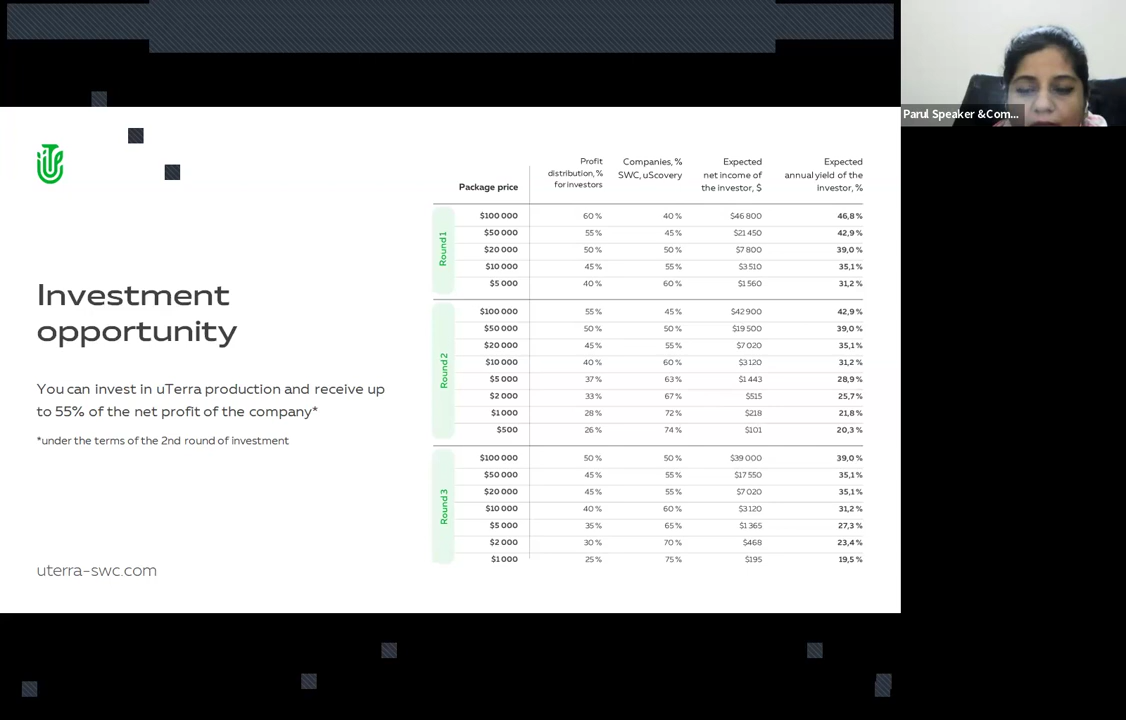 Parul Speaker &Com...
Investment
opportunity
You can invest in uTerra production and receive up
to 55% of the net profit of the company*
*under the terms of the 2nd round of investment
uterra-swc.com
Package price
Profit
distribution, %
for investors
Companies, %
SWC, uScovery
Expected
net income of
the investor, $
Expected
annual yield of the
investor, %
Round 1
$100 000 60 % 40 % $46 800 46,8 %
$50 000 55 % 45 % $21 450 42,9 %
$20 000 50 % 50 % $7 800 39,0 %
$10 000 45 % 55 % $3 510 35,1 %
$5 000 40 % 60 % $1 560 31,2 %
Round 2
$100 000 55 % 45 % $42 900 42,9 %
$50 000 50 % 50 % $19 500 39,0 %
$20 000 45 % 55 % $7 020 35,1 %
$10 000 40 % 60 % $3 120 31,2 %
$5 000 37 % 63 % $1 443 28,9 %
$2 000 33 % 67 % $515 25,7 %
$1 000 28 % 72 % $218 21,8 %
$500 26 % 74 % $101 20,3 %
Round 3
$100 000 50 % 50 % $39 000 39,0 %
$50 000 45 % 55 % $17 550 35,1 %
$20 000 45 % 55 % $7 020 35,1 %
$10 000 40 % 60 % $3 120 31,2 %
$5 000 35 % 65 % $1 365 27,3 %
$2 000 30 % 70 % $468 23,4 %
$1 000 25 % 75 % $195 19,5 %